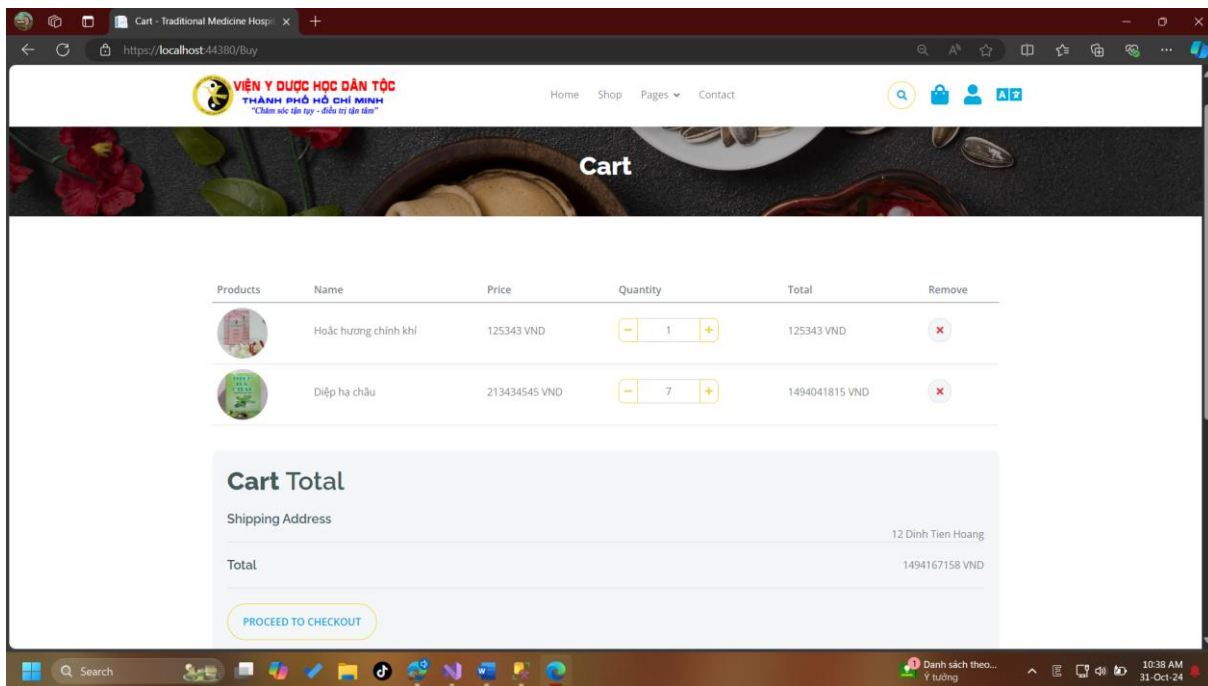 Cart - Traditional Medicine Hospit
https://localhost:44380/Buy
VIỆN Y DƯỢC HỌC DÂN TỘC
THÀNH PHỐ HỒ CHÍ MINH
"Chăm sóc tận tụy - điều trị tận tâm"
Home Shop Pages Contact
Cart
Products Name Price Quantity Total Remove
Hoắc hương chính khí 125343 VND 1 125343 VND
Diệp hạ châu 213434545 VND 7 1494041815 VND
Cart Total
Shipping Address
12 Dinh Tien Hoang
Total 1494167158 VND
PROCEED TO CHECKOUT
Search
1 Danh sách theo...
Ý tưởng
10:38 AM
31-Oct-24